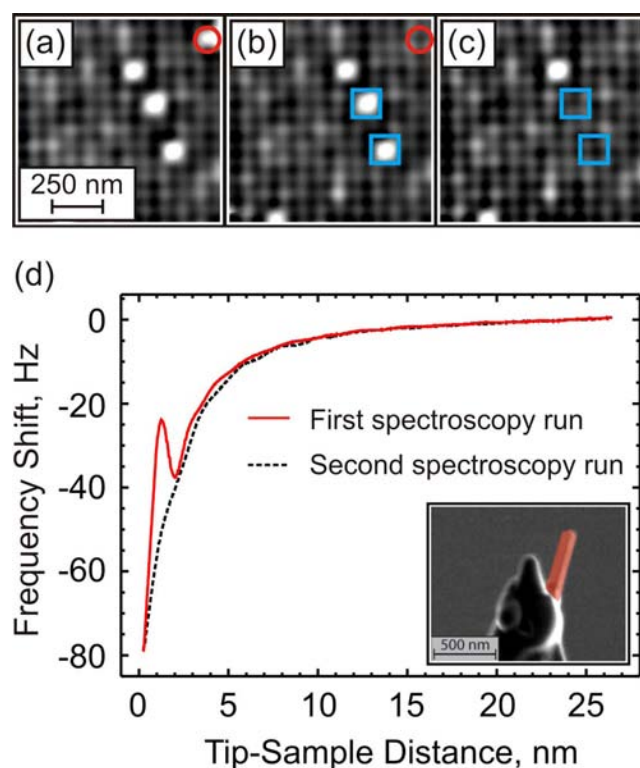 (a)
(b)
(c)
250 nm
(d)
Frequency Shift, Hz
0
-20
-40
-60
-80
First spectroscopy run
Second spectroscopy run
500 nm
0
5
10
15
20
25
Tip-Sample Distance, nm